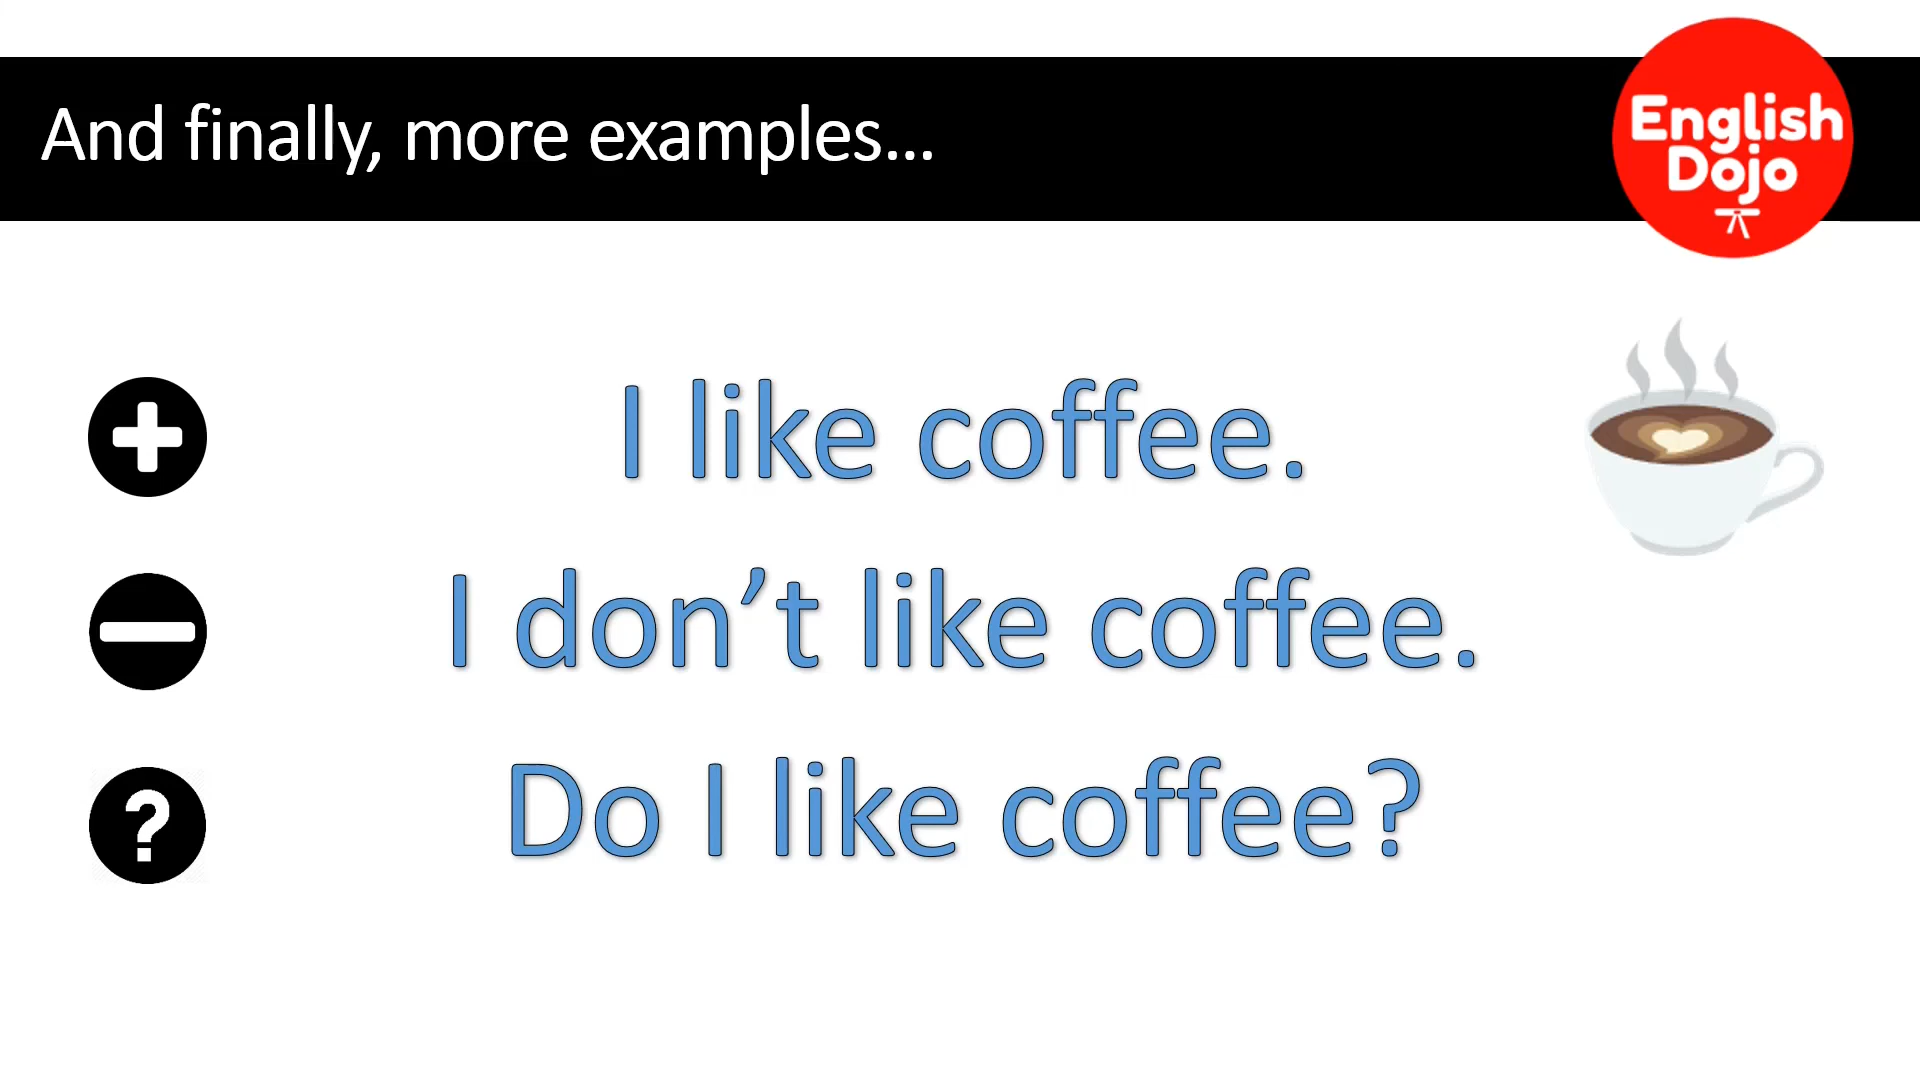 And finally, more examples...
English
Dojo
I like coffee.
I don’t like coffee.
Do I like coffee?